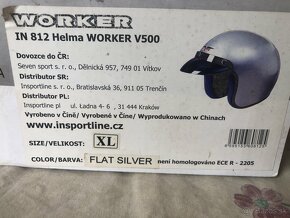 WORKER
IN 812 Helma WORKER V500
Dovozce do ČR:
Seven sport s. r. o., Dělnická 957, 749 01 Vítkov
Distributor SR:
Insportline s. r. o., Bratislavská 36, 911 05 Trenčín
Distributor PL:
Insportline pl ul. Ładna 4- 6 , 31 444 Kraków
Vyrobeno v Číně/ Vyrobené v Číne/ Wyprodukowano w Chinach
www.insportline.cz
SIZE/VELIKOST: XL
COLOR/BARVA: FLAT SILVER
není homologováno ECE R - 2205